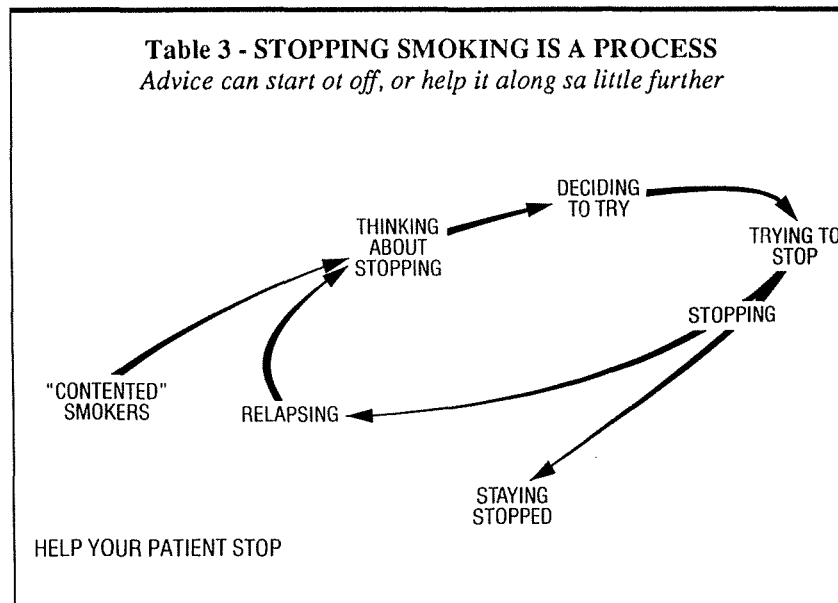 Table 3 - STOPPING SMOKING IS A PROCESS
Advice can start ot off, or help it along sa little further
DECIDING
TO TRY
THINKING
ABOUT
STOPPING
TRYING TO
STOP
STOPPING
"CONTENTED"
SMOKERS
RELAPSING
STAYING
STOPPED
HELP YOUR PATIENT STOP